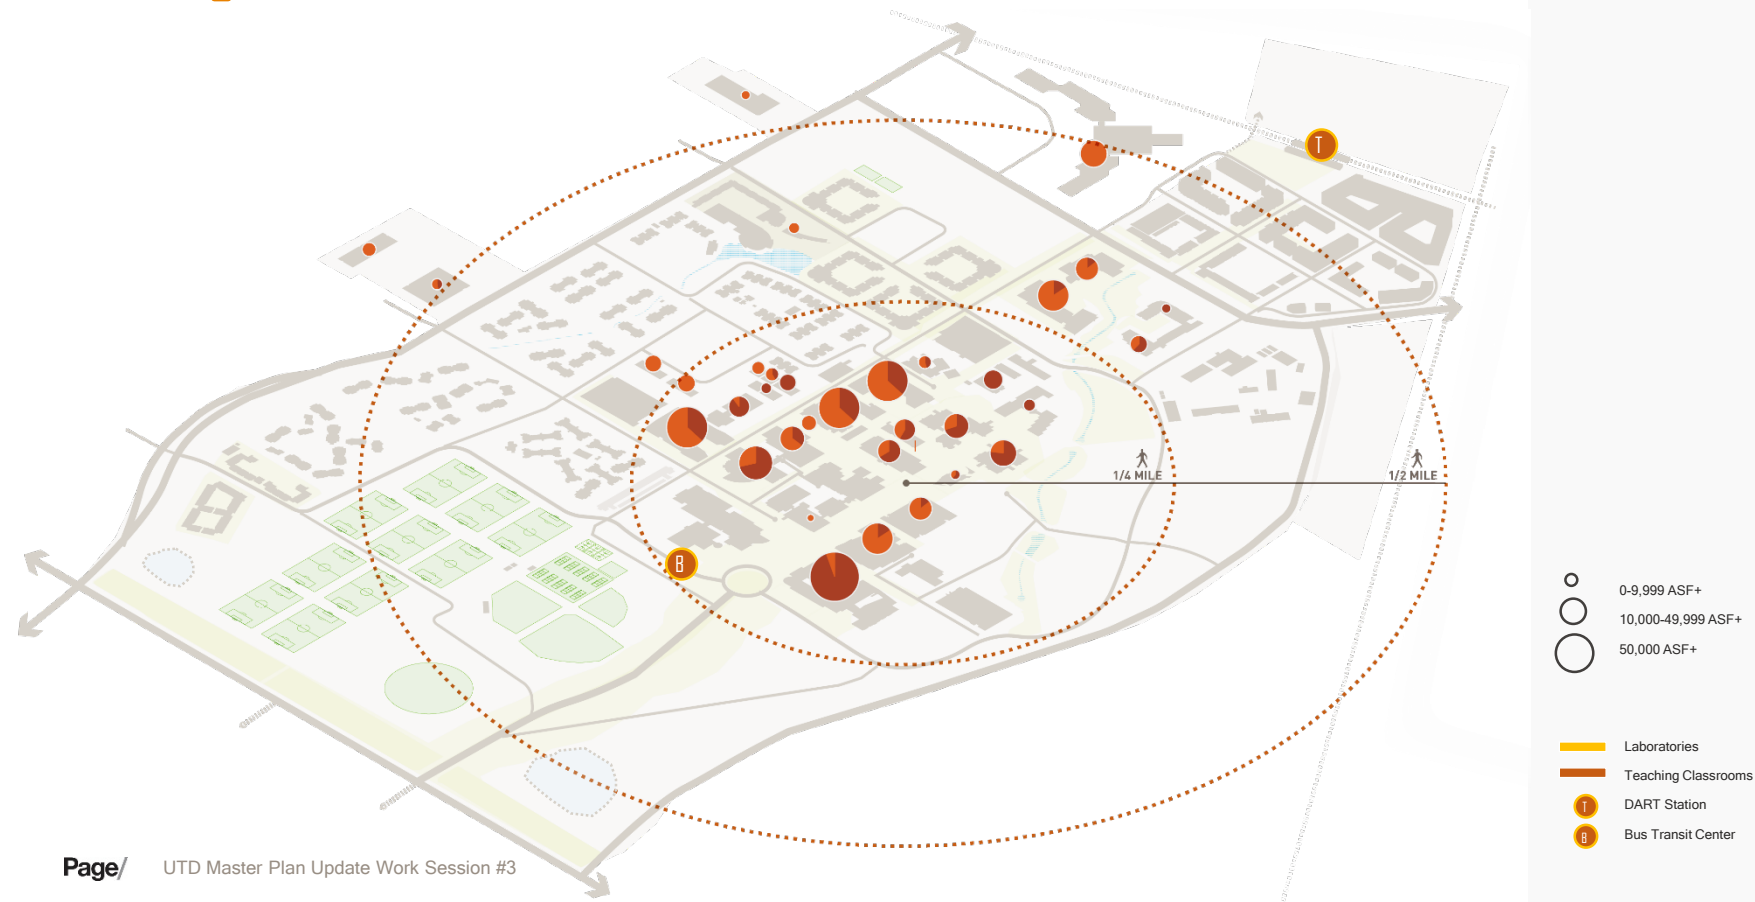 T
1/4 MILE
1/2 MILE
B
0-9,999 ASF+
10,000-49,999 ASF+
50,000 ASF+
Laboratories
Teaching Classrooms
T DART Station
B Bus Transit Center
Page/ UTD Master Plan Update Work Session #3